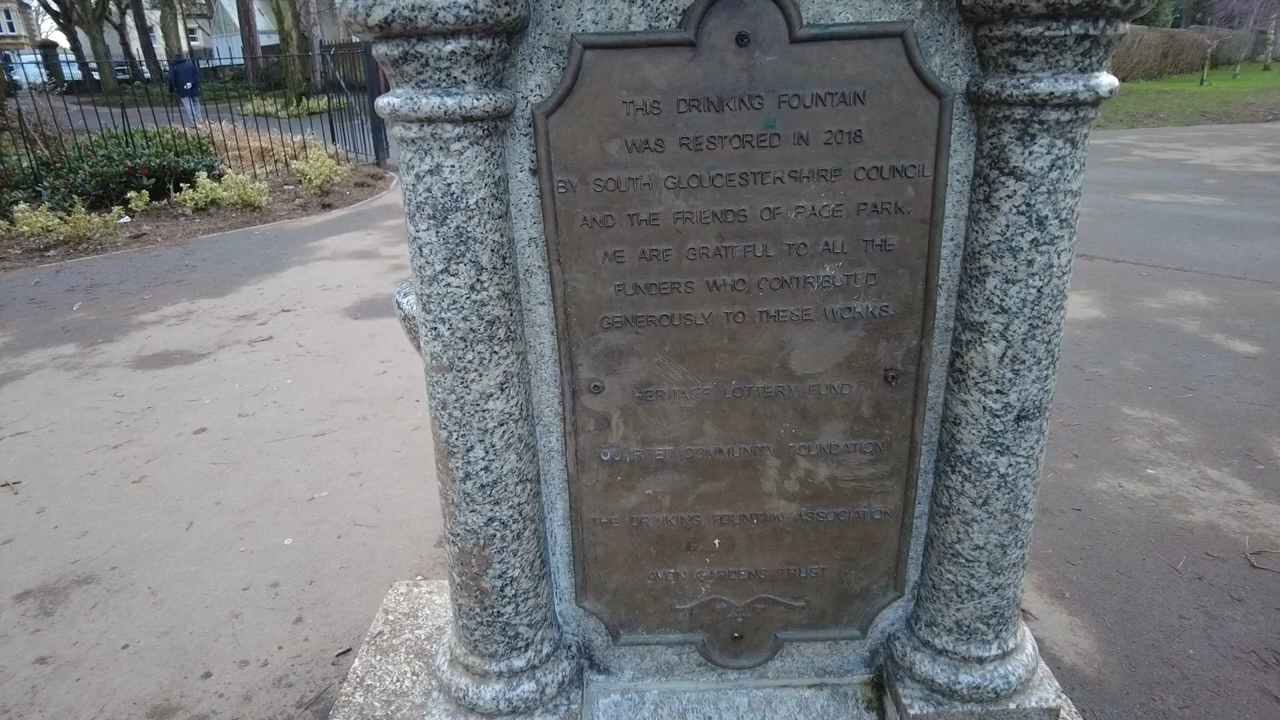 THIS DRINKING FOUNTAIN
WAS RESTORED IN 2018
BY SOUTH GLOUCESTERSHIRE COUNCIL
AND THE FRIENDS OF PAGE PARK.
WE ARE GRATEFUL TO ALL THE
FUNDERS WHO CONTRIBUTED
GENEROUSLY TO THESE WORKS.
HERITAGE LOTTERY FUND
QUARTET COMMUNITY FOUNDATION
THE DRINKING FOUNTAIN ASSOCIATION
AVON GARDENS TRUST